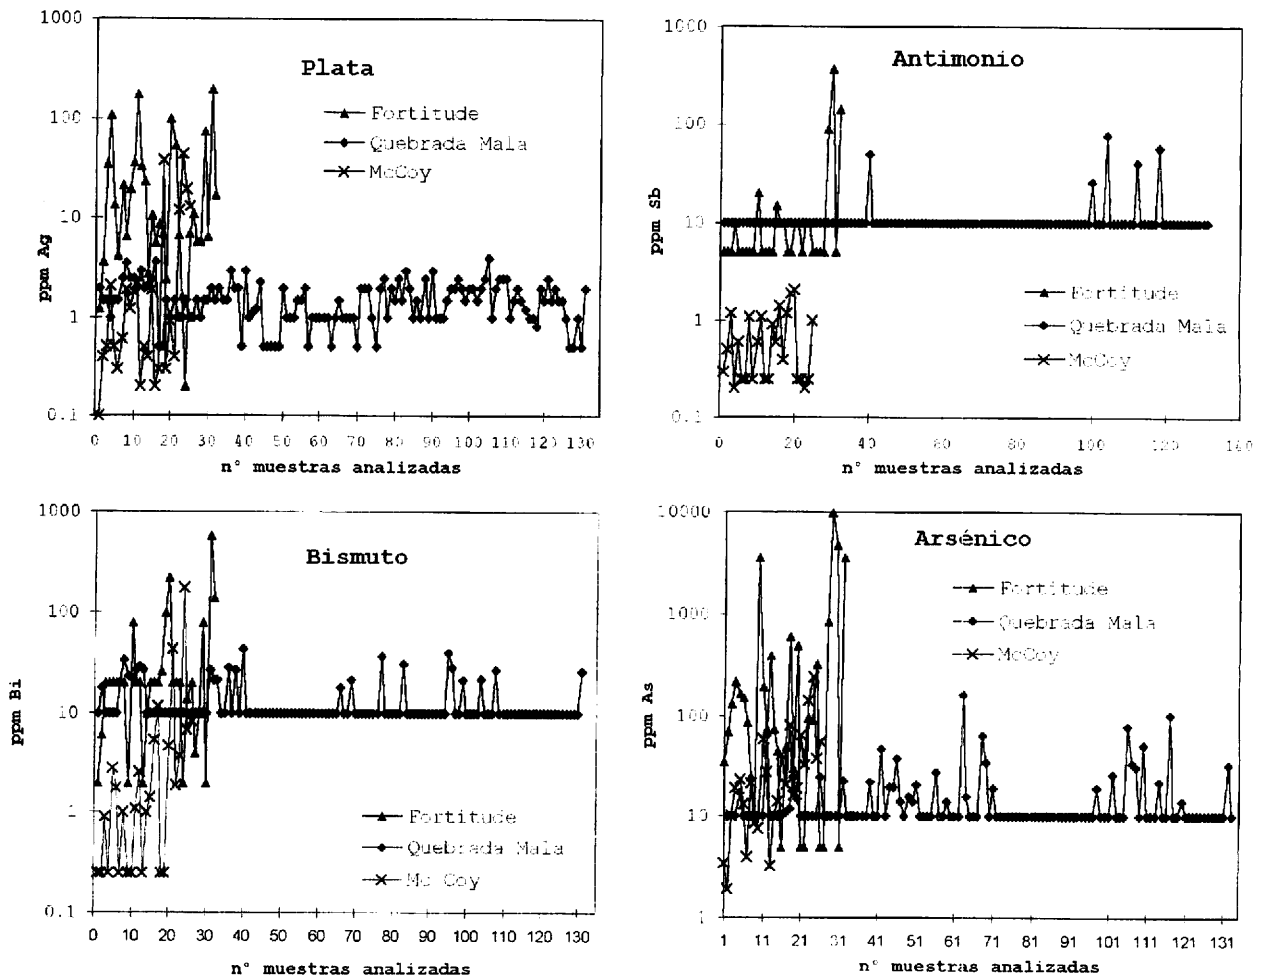 1000
Plata
100
Fortitude
Quebrada Mala
McCoy
10
1
0.1
ppm Ag
0 10 20 30 40 50 60 70 80 90 100 110 120 130
n° muestras analizadas
1000
Antimonio
100
10
Fortitude
Quebrada Mala
McCoy
1
0.1
ppm Sb
0 20 40 60 80 100 120 140
n° muestras analizadas
1000
Bismuto
100
10
1
Fortitude
Quebrada Mala
Mc Coy
0.1
ppm Bi
0 10 20 30 40 50 60 70 80 90 100 110 120 130
n° muestras analizadas
10000
Arsénico
Fortitude
1000
Quebrada Mala
McCoy
100
10
1
ppm As
1 11 21 31 41 51 61 71 81 91 101 111 121 131
n° muestras analizadas